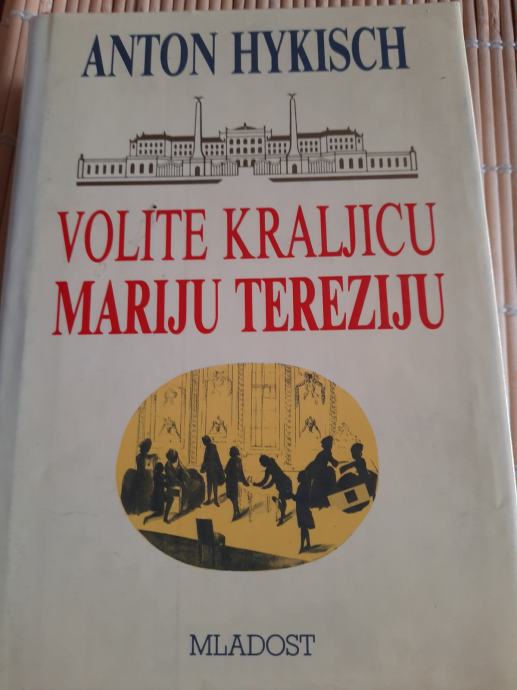 ANTON HYKISCH
VOLITE KRALJICU
MARIJU TEREZIJU
MLADOST